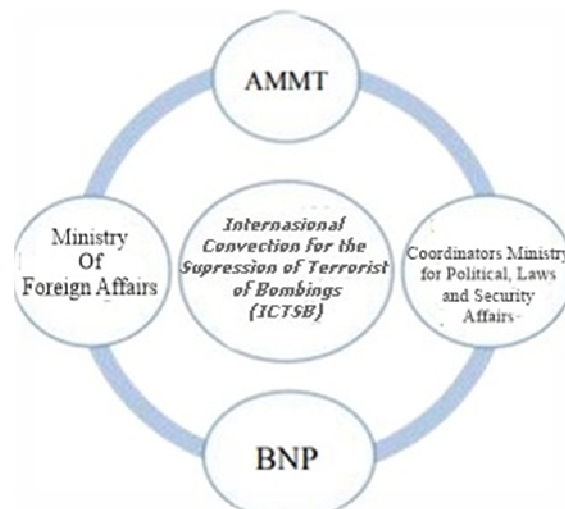 AMMT
Ministry
Of
Foreign Affairs
Internasional
Convection for the
Supression of Terrorist
of Bombings
(ICTSB)
Coordinators Ministry
for Political, Laws
and Security
Affairs
BNP